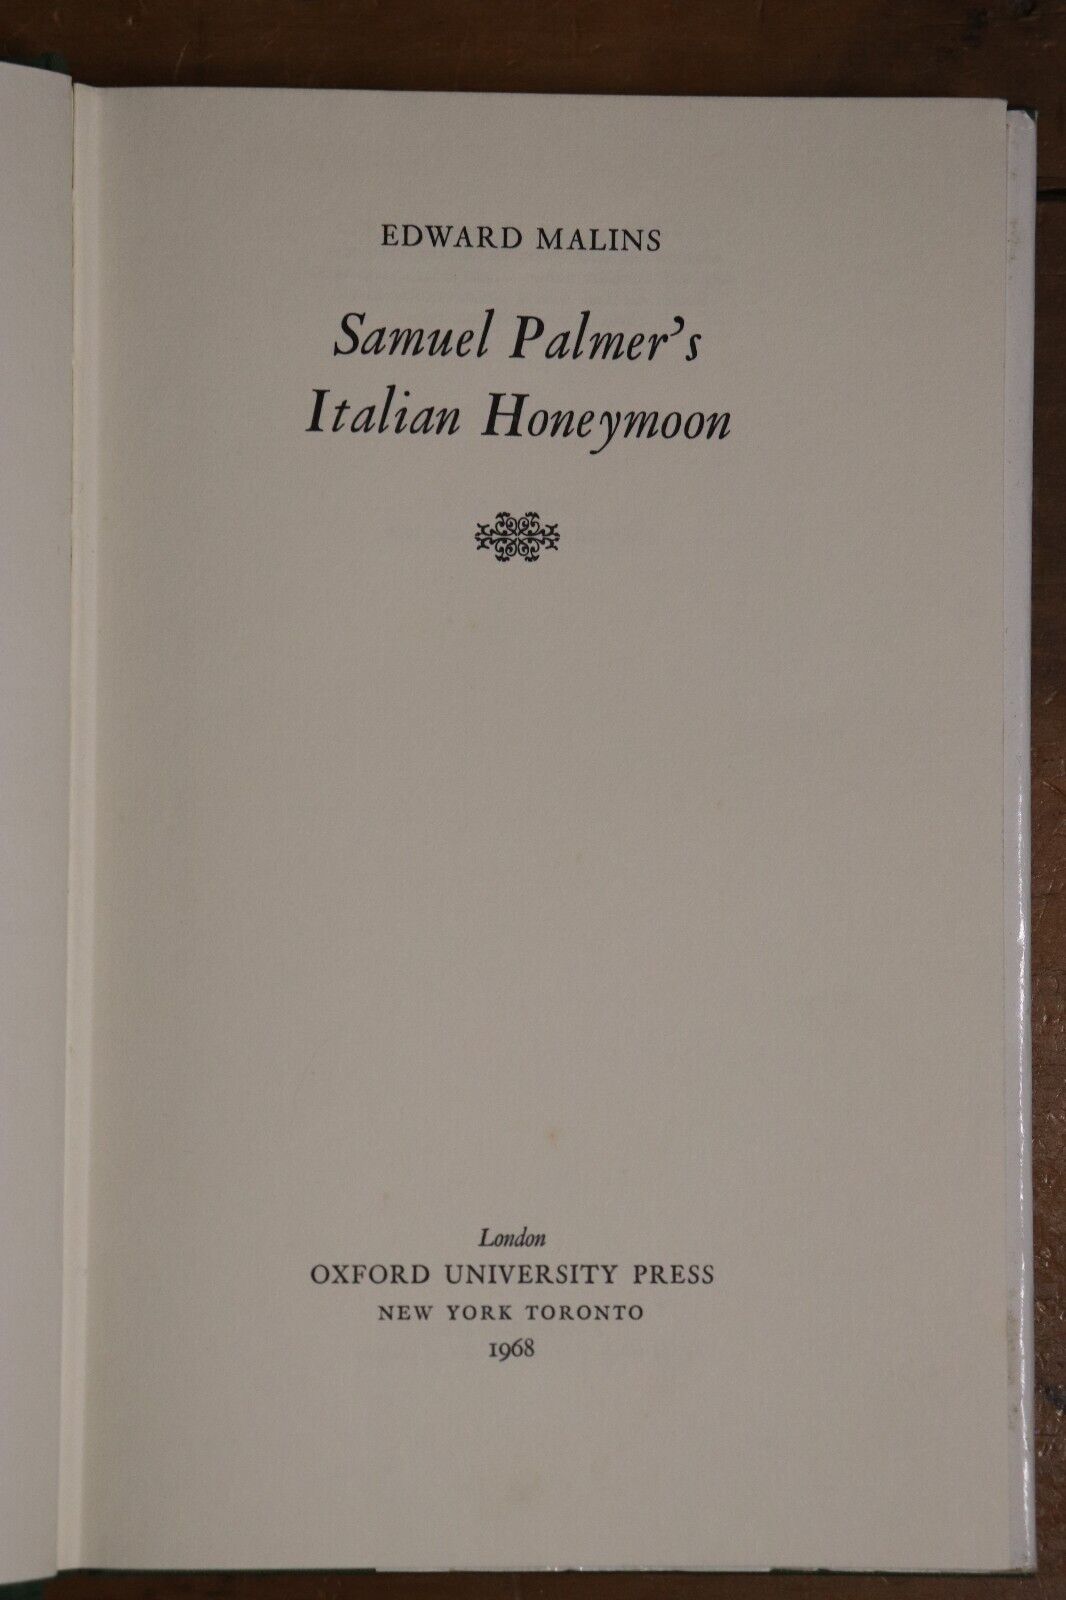 EDWARD MALINS
Samuel Palmer's
Italian Honeymoon
London
OXFORD UNIVERSITY PRESS
NEW YORK TORONTO
1968